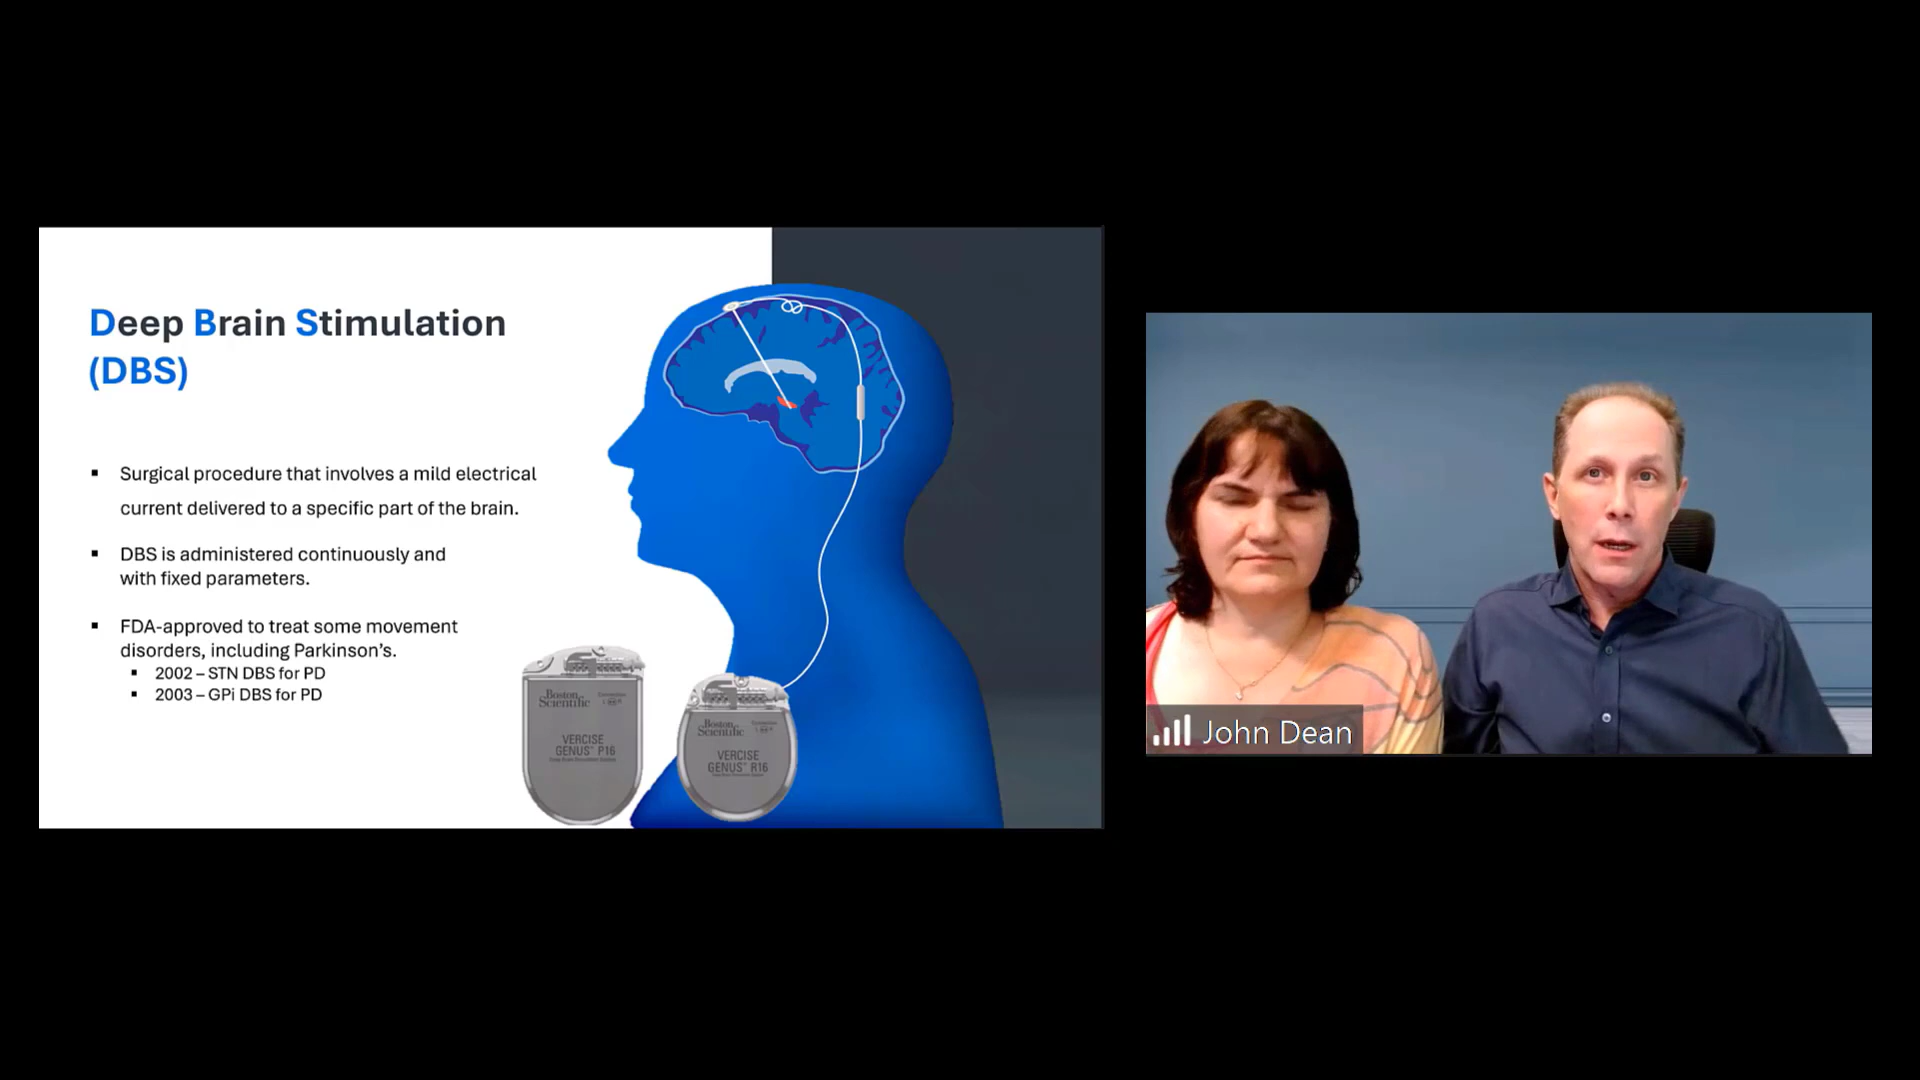 Deep Brain Stimulation
(DBS)
▪ Surgical procedure that involves a mild electrical
current delivered to a specific part of the brain.
▪ DBS is administered continuously and
with fixed parameters.
▪ FDA-approved to treat some movement
disorders, including Parkinson's.
▪ 2002 – STN DBS for PD
▪ 2003 – GPi DBS for PD
Boston
Scientific
VERCISE
GENUS™ P16
Boston
Scientific
VERCISE
GENUS™ R16
John Dean